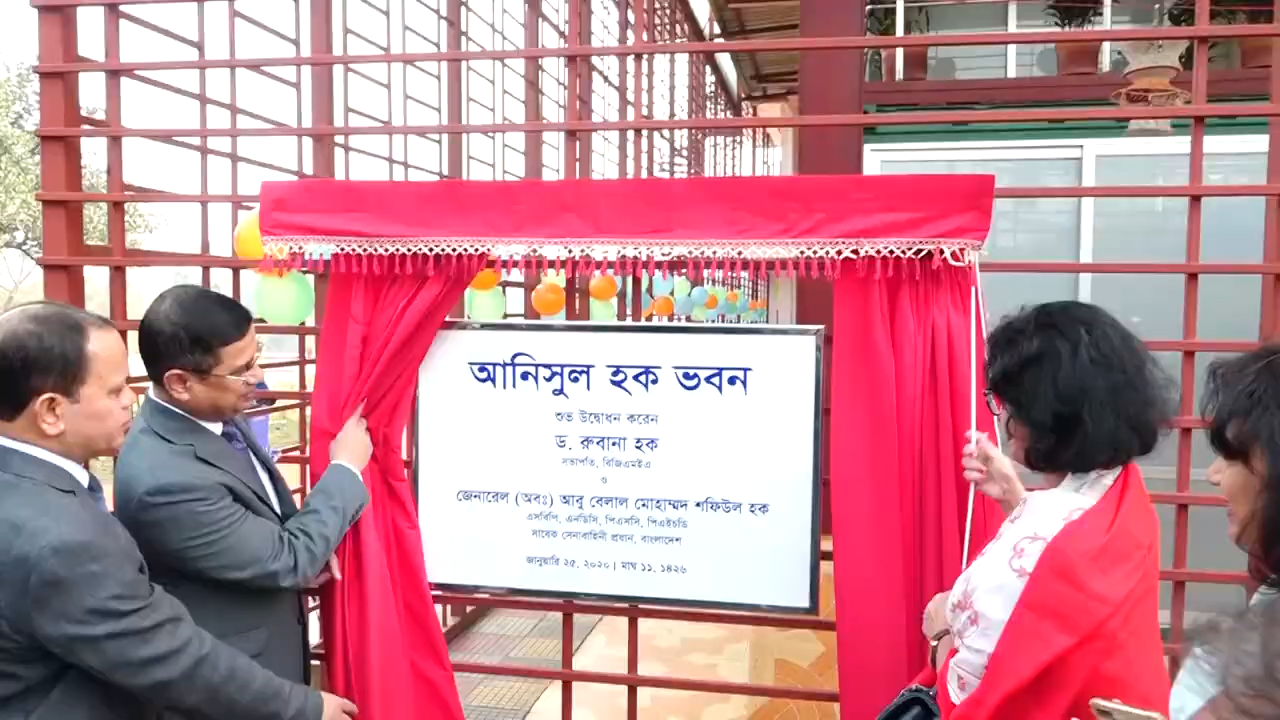 আনিসুল হক ভবন
শুভ উদ্বোধন করেন
ড. রুবানা হক
সভাপতি, বিজিএমইএ
ও
জেনারেল (অবঃ) আবু বেলাল মোহাম্মদ শফিউল হক
এসবিপি, এনডিসি, পিএসসি, পিএইচডি
সাবেক সেনাবাহিনী প্রধান, বাংলাদেশ
জানুয়ারি ২৫, ২০২০। মাঘ ১১, ১৪২৬